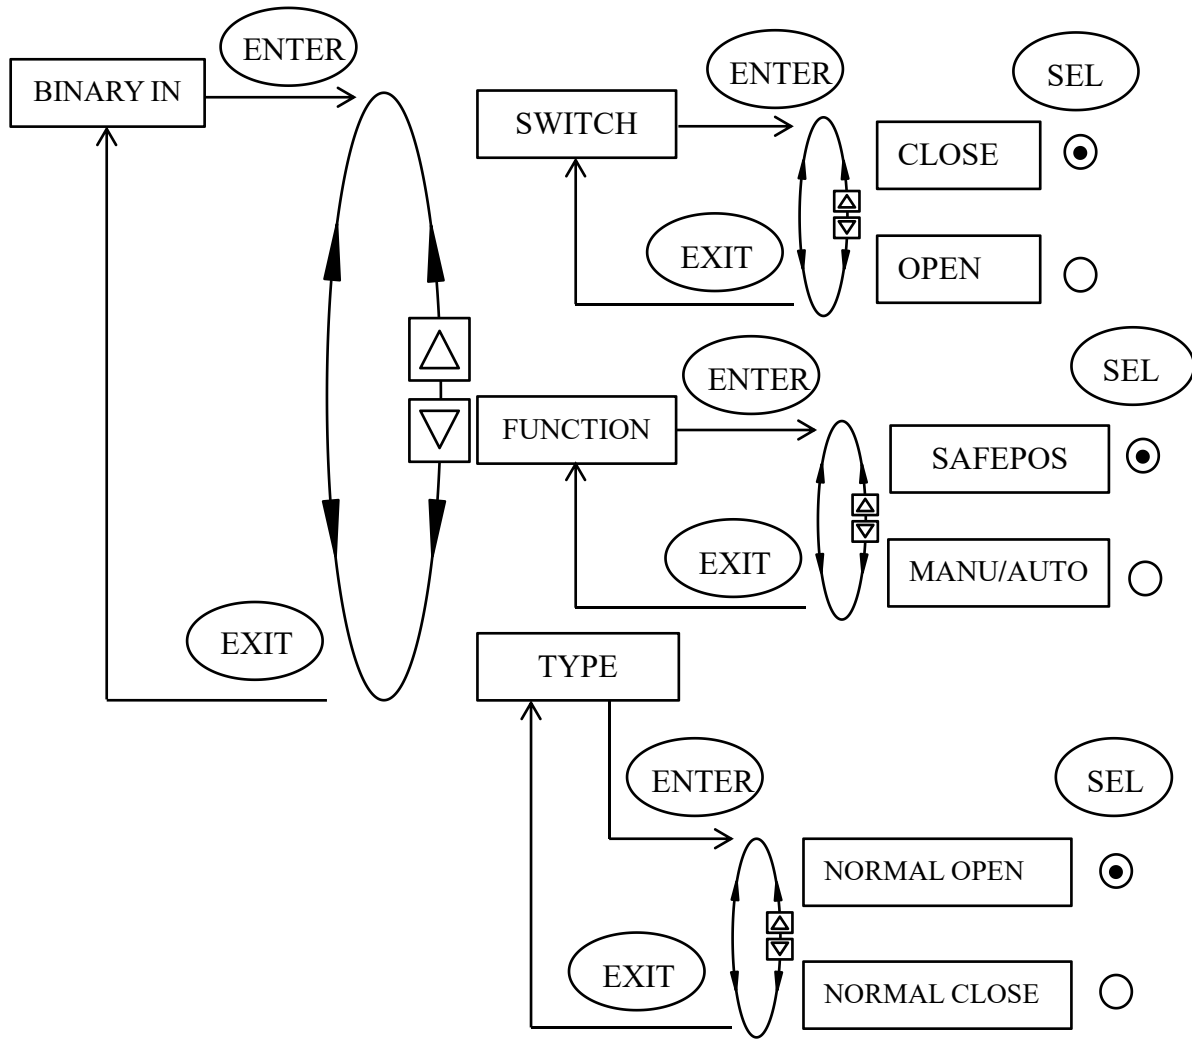 ENTER
BINARY IN
EXIT
ENTER
SEL
SWITCH
CLOSE
EXIT
OPEN
ENTER
SEL
FUNCTION
SAFEPOS
EXIT
MANU/AUTO
TYPE
ENTER
SEL
NORMAL OPEN
EXIT
NORMAL CLOSE